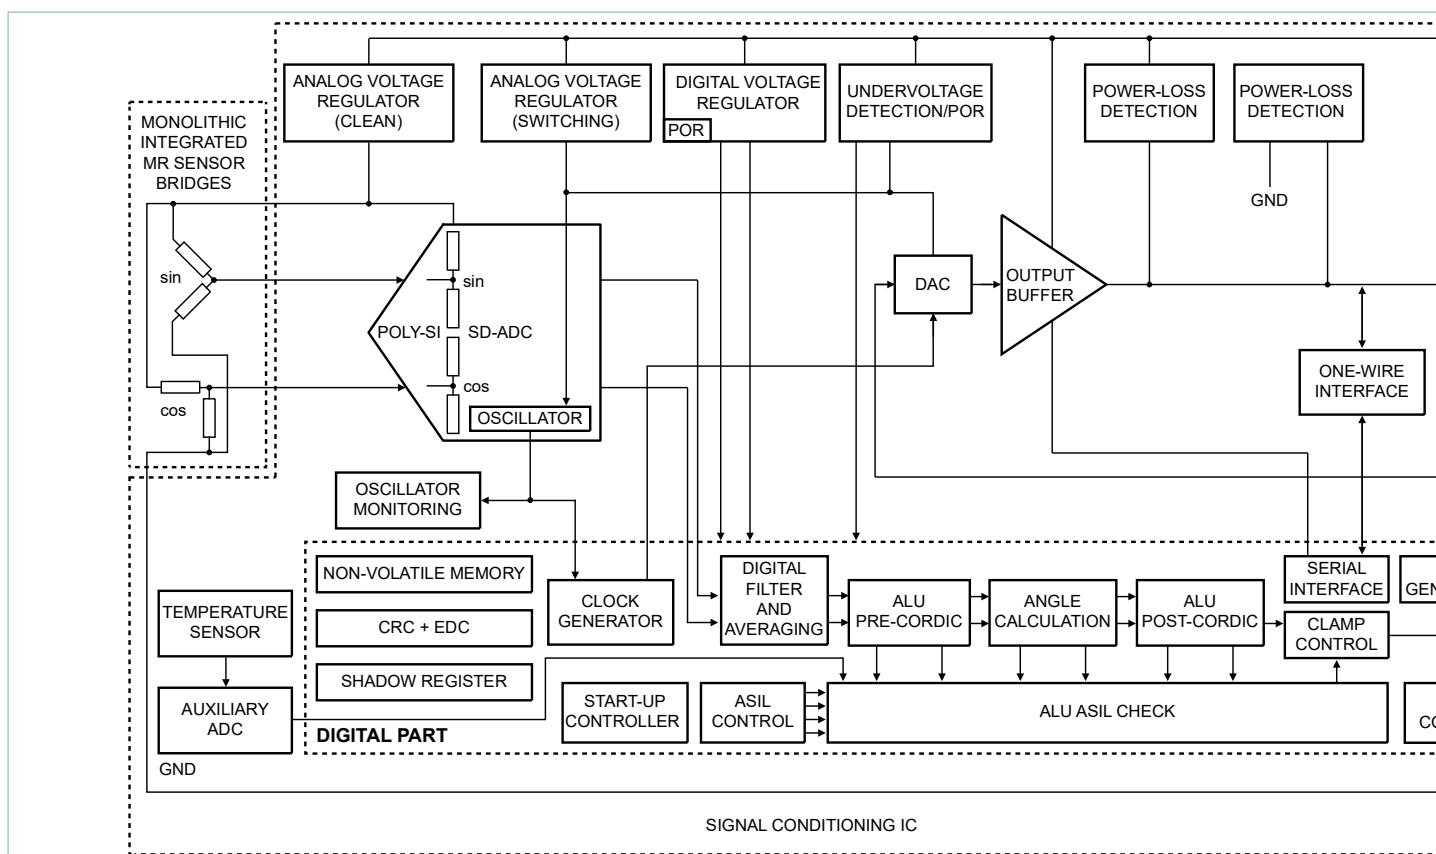 ANALOG VOLTAGE
REGULATOR
(CLEAN)
ANALOG VOLTAGE
REGULATOR
(SWITCHING)
DIGITAL VOLTAGE
REGULATOR
POR
UNDERVOLTAGE
DETECTION/POR
POWER-LOSS
DETECTION
POWER-LOSS
DETECTION
MONOLITHIC
INTEGRATED
MR SENSOR
BRIDGES
GND
sin
sin
POLY-SI
SD-ADC
cos
cos
OSCILLATOR
DAC
OUTPUT
BUFFER
ONE-WIRE
INTERFACE
OSCILLATOR
MONITORING
NON-VOLATILE MEMORY
CRC + EDC
SHADOW REGISTER
CLOCK
GENERATOR
DIGITAL
FILTER
AND
AVERAGING
ALU
PRE-CORDIC
ANGLE
CALCULATION
ALU
POST-CORDIC
SERIAL
INTERFACE
CLAMP
CONTROL
TEMPERATURE
SENSOR
AUXILIARY
ADC
START-UP
CONTROLLER
ASIL
CONTROL
ALU ASIL CHECK
DIGITAL PART
GND
SIGNAL CONDITIONING IC